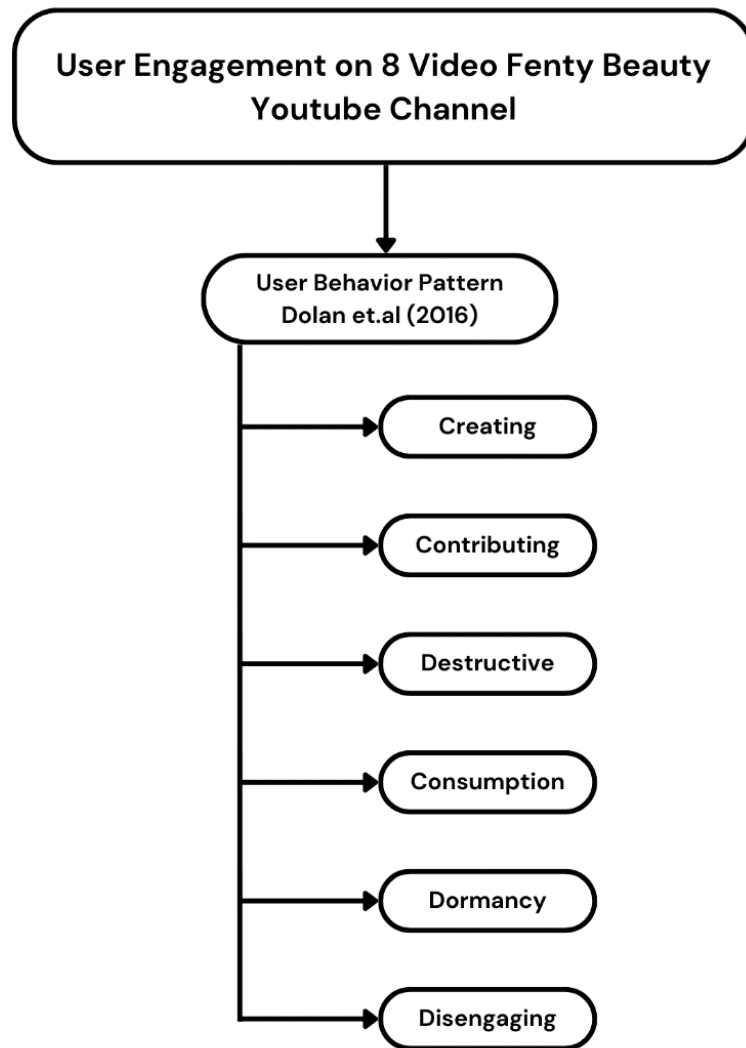 User Engagement on 8 Video Fenty Beauty
Youtube Channel
User Behavior Pattern
Dolan et.al (2016)
Creating
Contributing
Destructive
Consumption
Dormancy
Disengaging